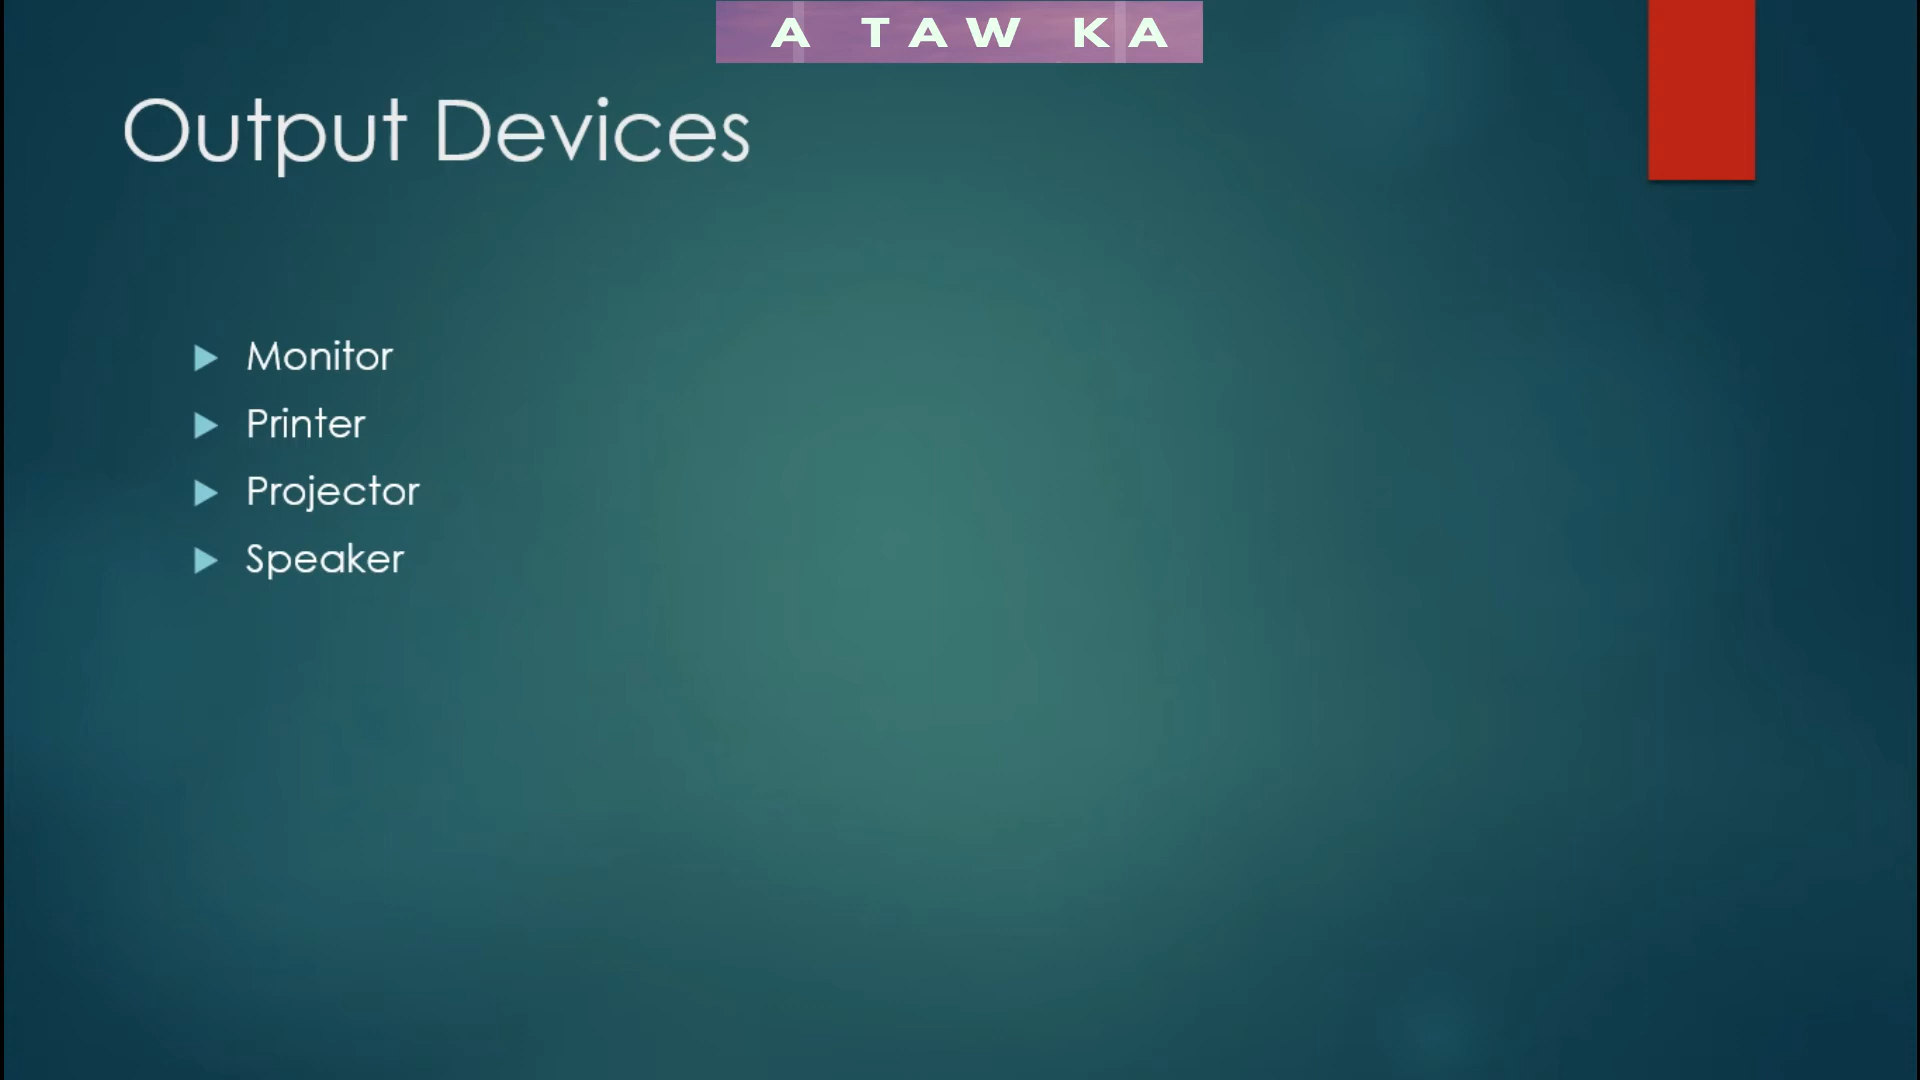 A TAW KA
Output Devices
Monitor
Printer
Projector
Speaker